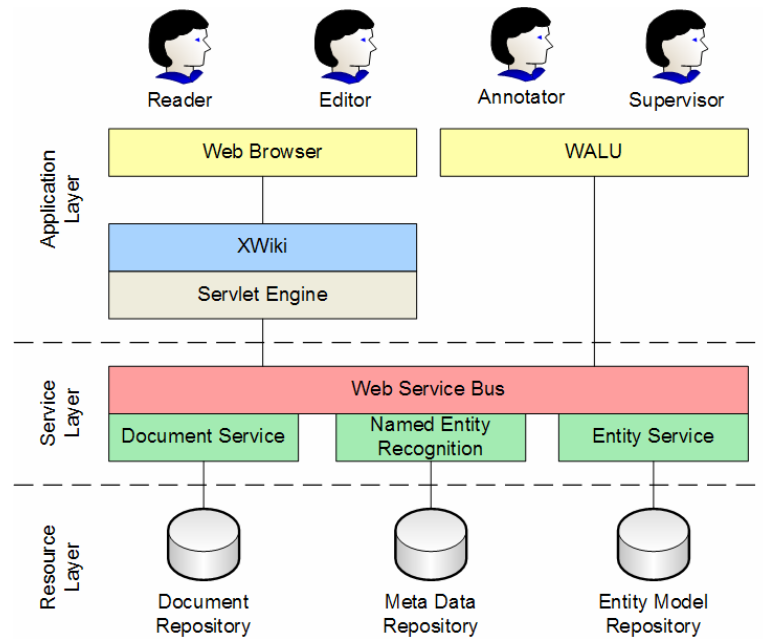 Reader
Editor
Annotator
Supervisor
Application
Layer
Web Browser
WALU
XWiki
Servlet Engine
Service
Layer
Web Service Bus
Document Service
Named Entity
Recognition
Entity Service
Resource
Layer
Document
Repository
Meta Data
Repository
Entity Model
Repository